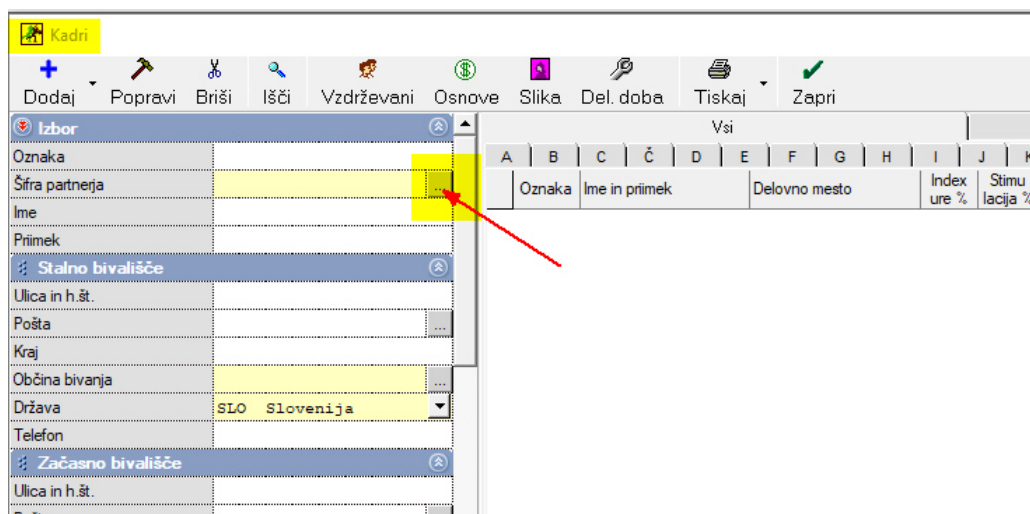 Kadri
Dodaj Popravi Briši Išči Vzdrževani Osnove Slika Del. doba Tiskaj Zapri
Izbor
Oznaka
Šifra partnerja ...
Ime
Priimek
Stalno bivališče
Ulica in h.št.
Pošta ...
Kraj
Občina bivanja ...
Država SLO Slovenija
Telefon
Začasno bivališče
Ulica in h.št.
Vsi
A B C Č D E F G H I J K
Oznaka Ime in priimek Delovno mesto Index ure % Stimu lacija %